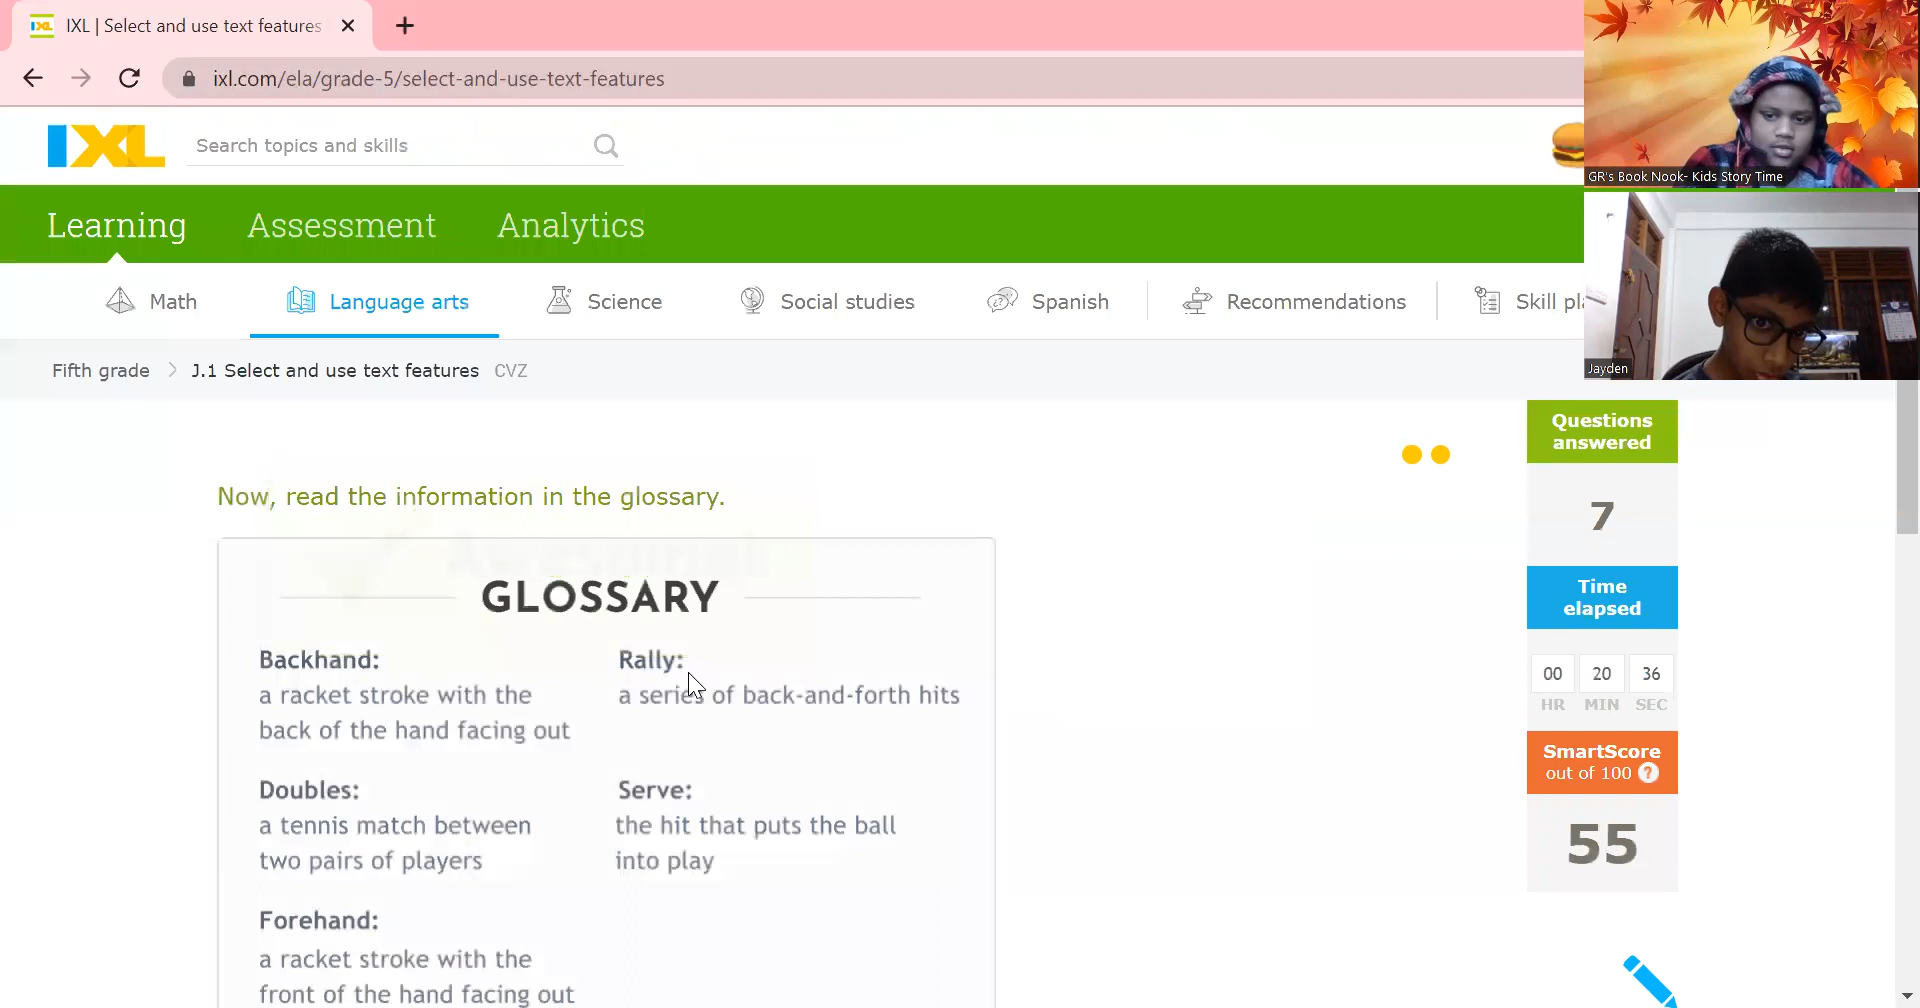 IXL | Select and use text features
ixl.com/ela/grade-5/select-and-use-text-features
IXL
Search topics and skills
GR's Book Nook- Kids Story Time
Learning
Assessment
Analytics
Math
Language arts
Science
Social studies
Spanish
Recommendations
Skill pl
Jayden
Fifth grade
J.1 Select and use text features CVZ
Questions
answered
7
Now, read the information in the glossary.
GLOSSARY
Backhand:
a racket stroke with the
back of the hand facing out
Doubles:
a tennis match between
two pairs of players
Forehand:
a racket stroke with the
front of the hand facing out
Rally:
a series of back-and-forth hits
Serve:
the hit that puts the ball
into play
Time
elapsed
00 20 36
HR MIN SEC
SmartScore
out of 100 ?
55